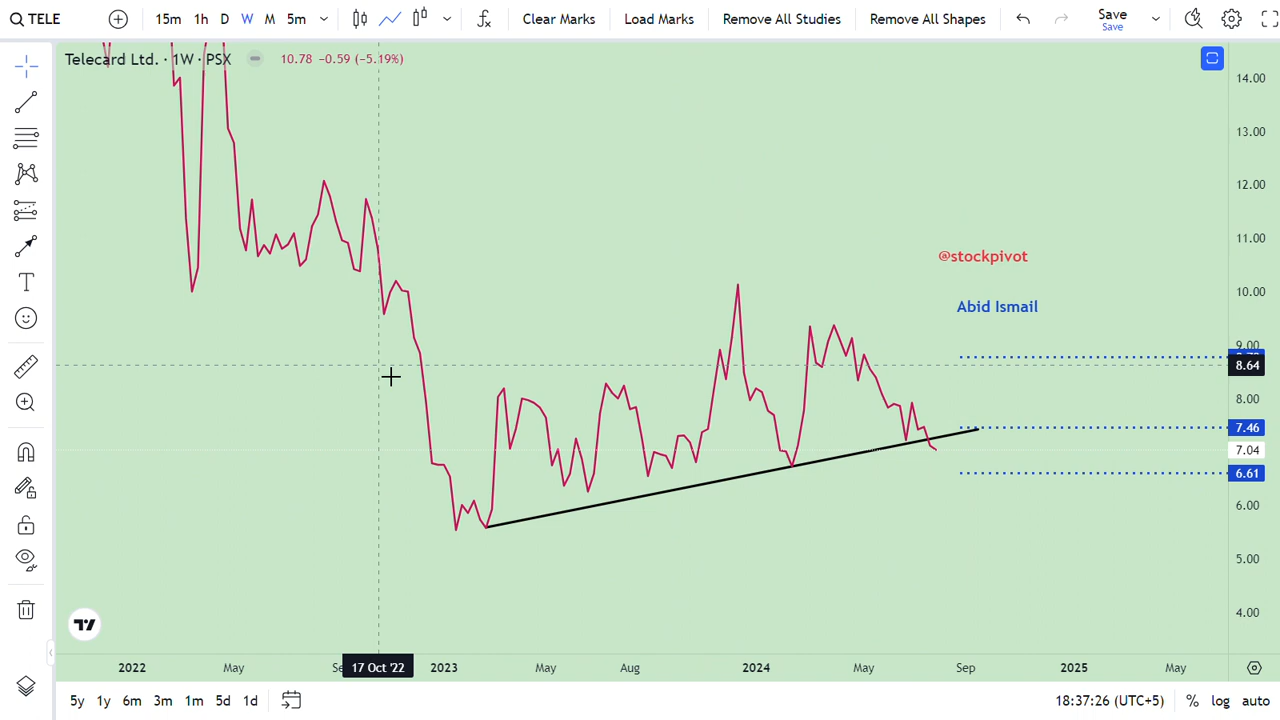 TELE 15m 1h D W M 5m Clear Marks Load Marks Remove All Studies Remove All Shapes Save
Save
Telecard Ltd. · 1W · PSX 10.78 −0.59 (−5.19%)
14.00
13.00
12.00
11.00
@stockpivot
10.00
Abid Ismail
9.00
8.64
8.00
7.46
7.04
6.61
6.00
5.00
4.00
2022 May 17 Oct '22 2023 May Aug 2024 May Sep 2025 May
5y 1y 6m 3m 1m 5d 1d 18:37:26 (UTC+5) % log auto